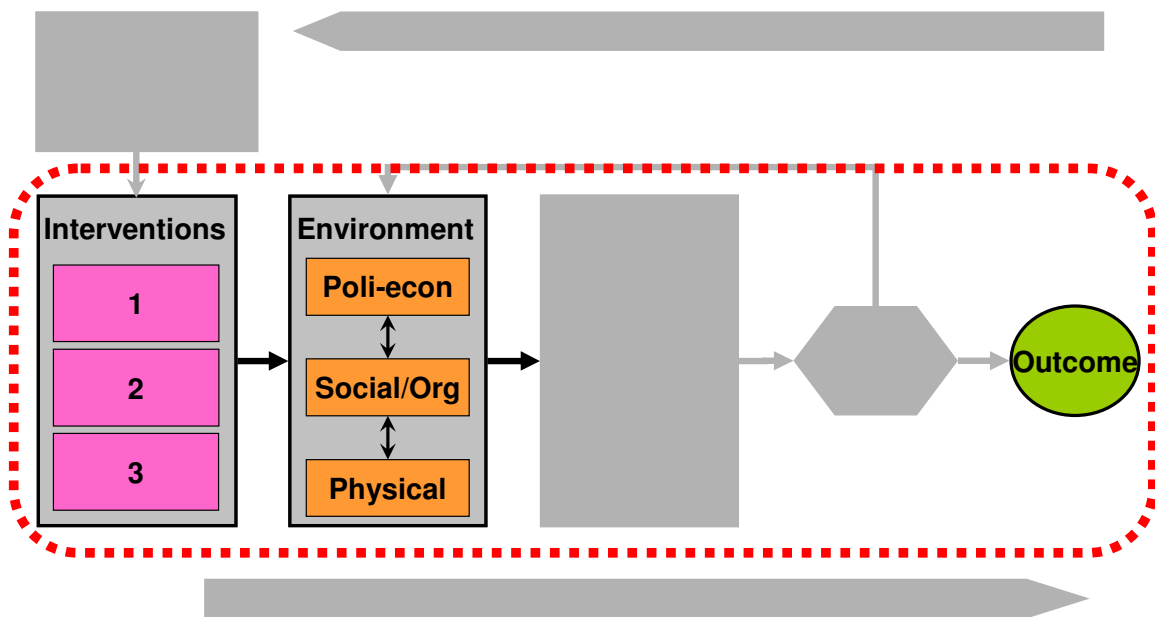 Interventions
1
2
3
Environment
Poli-econ
Social/Org
Physical
Outcome